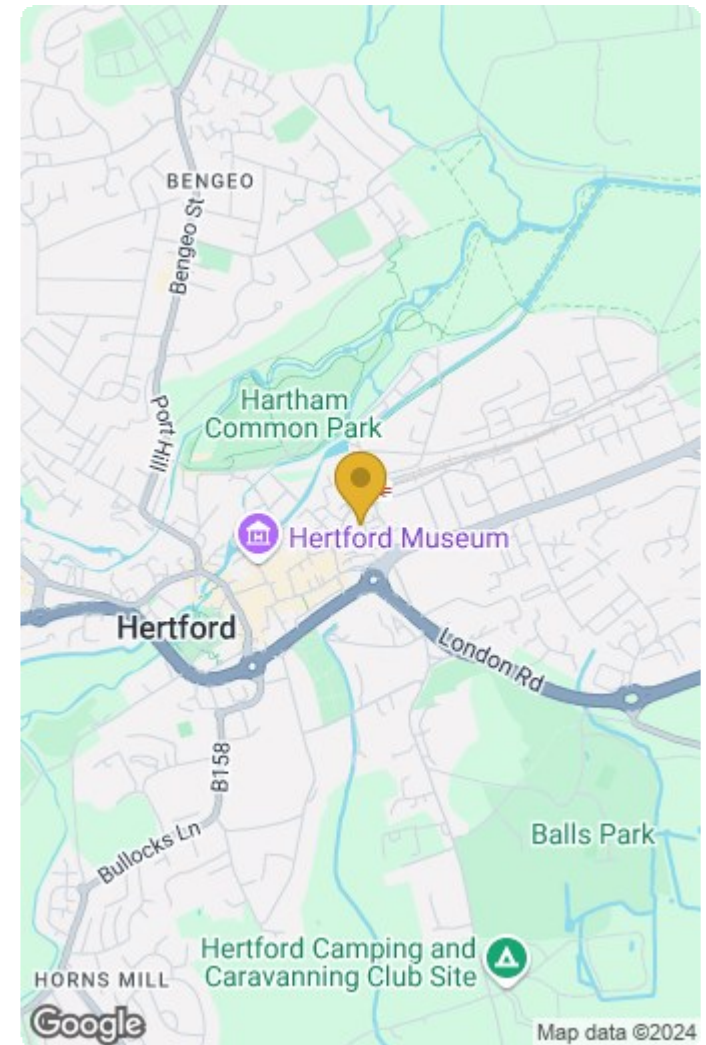 BENGEO
Bengeo St
Port Hill
Hartham
Common Park
Hertford Museum
Hertford
London Rd
B158
Bullocks Ln
Balls Park
Hertford Camping and
Caravanning Club Site
HORNS MILL
Google
Map data ©2024